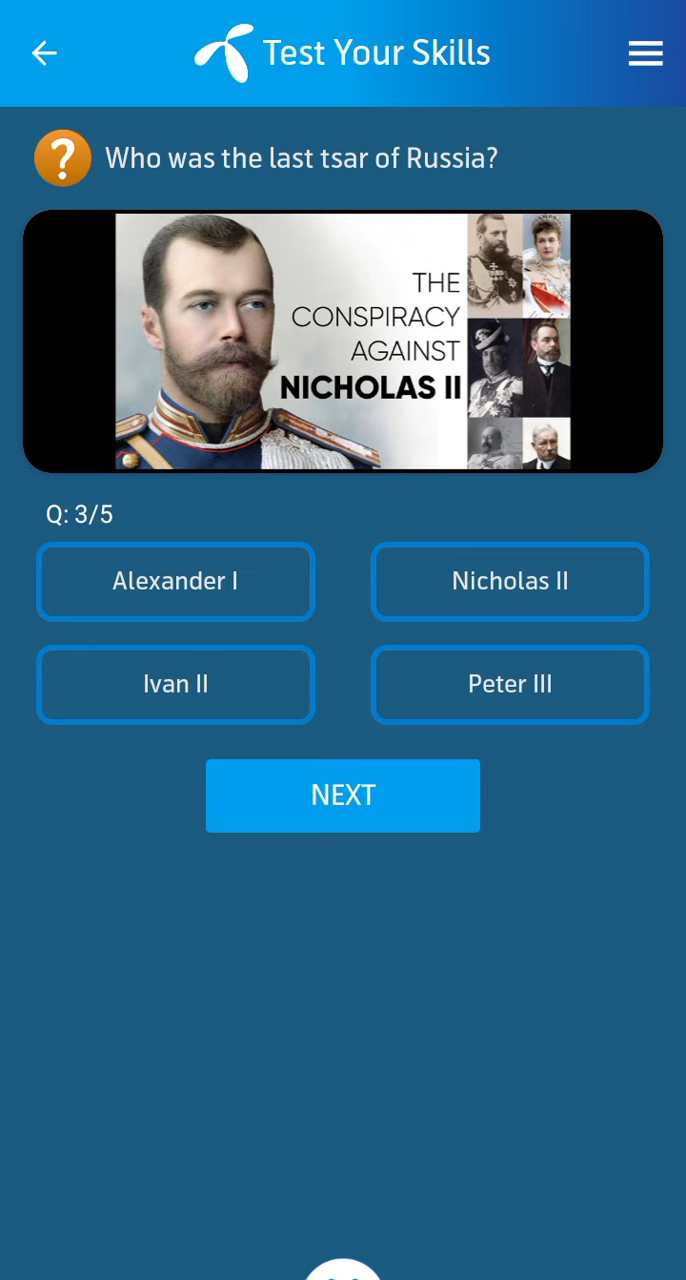 Test Your Skills
? Who was the last tsar of Russia?
THE
CONSPIRACY
AGAINST
NICHOLAS II
Q: 3/5
Alexander I
Nicholas II
Ivan II
Peter III
NEXT